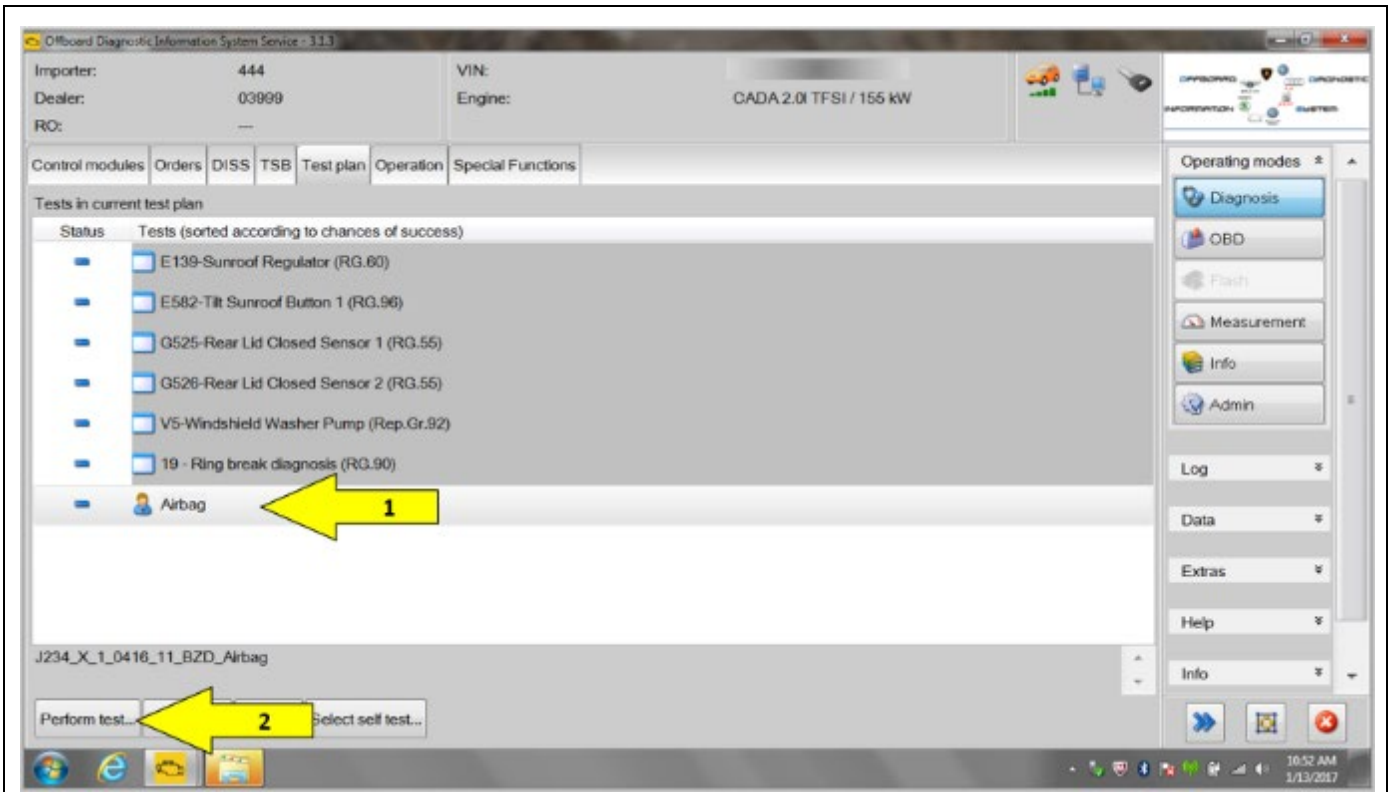 Offboard Diagnostic Information System Service - 3.1.3
Importer: 444 VIN:
Dealer: 03999 Engine: CADA 2.0l TFSI / 155 kW
RO: ---
OFFBOARD DIAGNOSTIC
INFORMATION SYSTEM
Control modules Orders DISS TSB Test plan Operation Special Functions
Tests in current test plan
Status Tests (sorted according to chances of success)
E139-Sunroof Regulator (RG.60)
E582-Tilt Sunroof Button 1 (RG.96)
G525-Rear Lid Closed Sensor 1 (RG.55)
G526-Rear Lid Closed Sensor 2 (RG.55)
V5-Windshield Washer Pump (Rep.Gr.92)
19 - Ring break diagnosis (RG.90)
Airbag 1
J234_X_1_0416_11_BZD_Airbag
Perform test... 2 Select self test...
Operating modes
Diagnosis
OBD
Flash
Measurement
Info
Admin
Log
Data
Extras
Help
Info
10:52 AM
1/13/2017